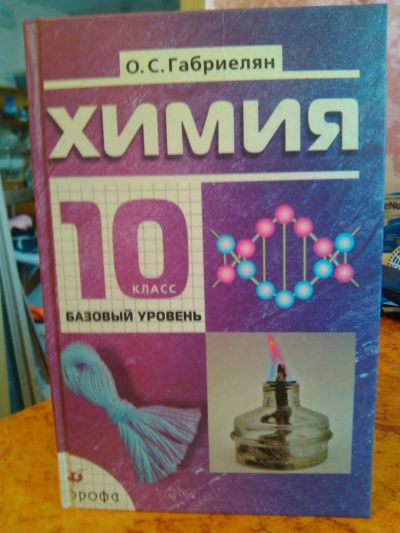 О. С. Габриелян
ХИМИЯ
10
КЛАСС
БАЗОВЫЙ УРОВЕНЬ
дрофа